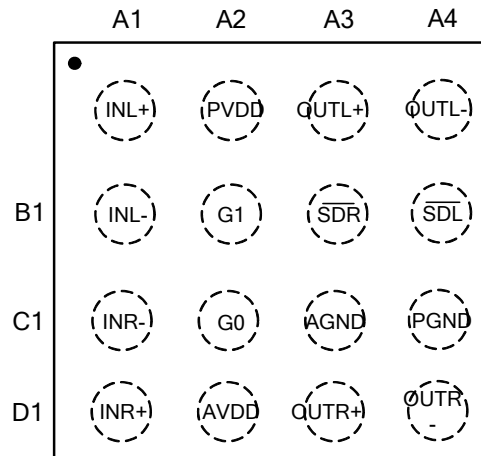 A1 A2 A3 A4
INL+ PVDD OUTL+ OUTL-
B1 INL- G1 SDR SDL
C1 INR- G0 AGND PGND
D1 INR+ AVDD OUTR+ OUTR
-